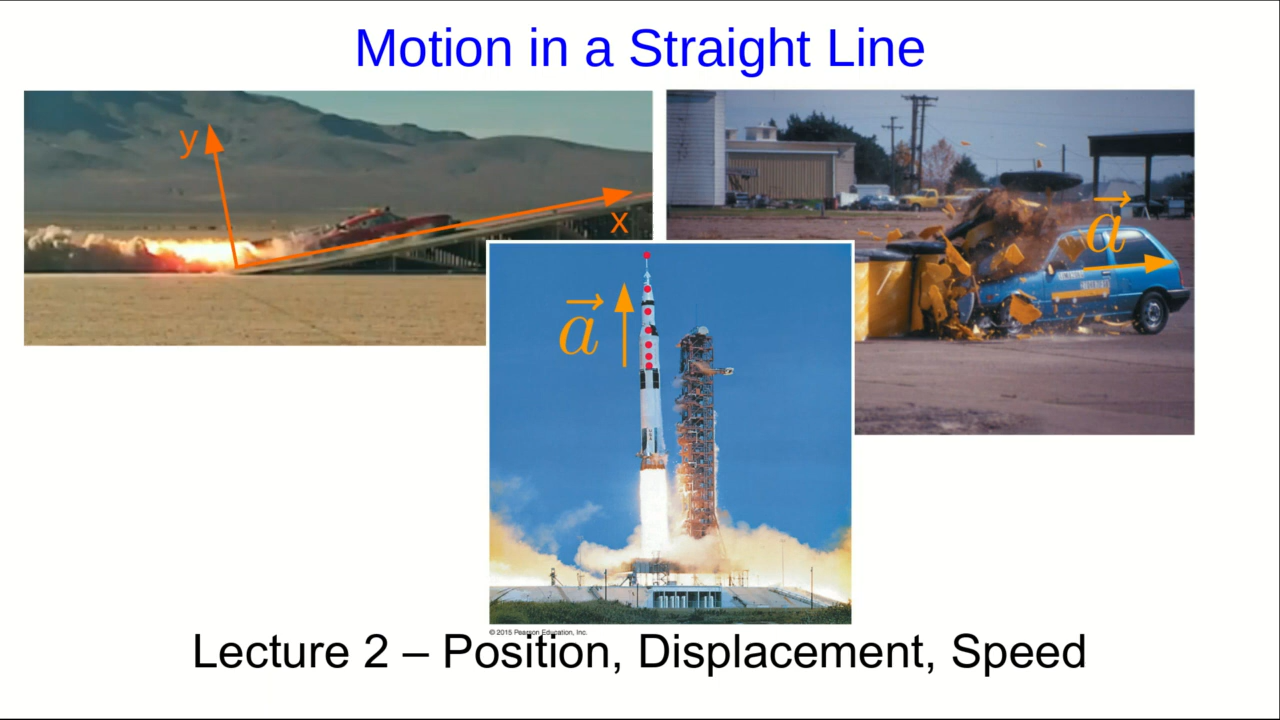 Motion in a Straight Line
y
x
a
a
© 2015 Pearson Education, Inc.
Lecture 2 – Position, Displacement, Speed